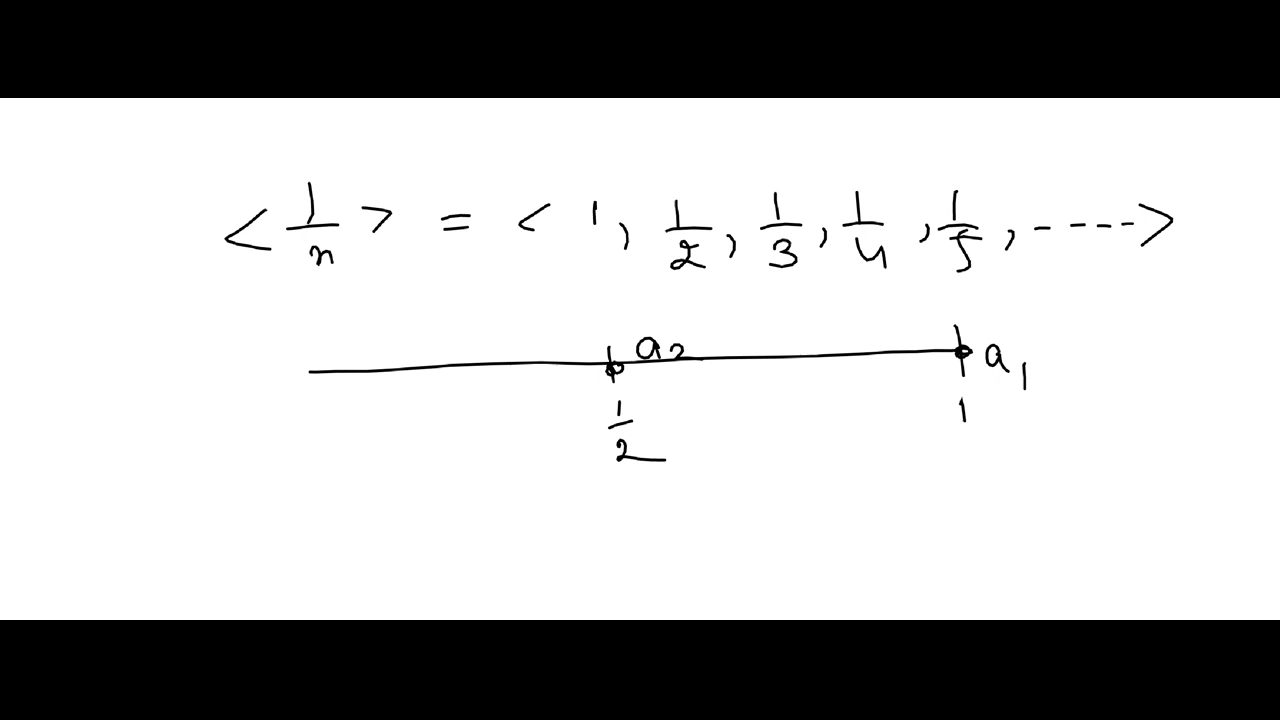 < 1/n > = < 1, 1/2, 1/3, 1/4, 1/5, ----->
a2 a1
1/2 1